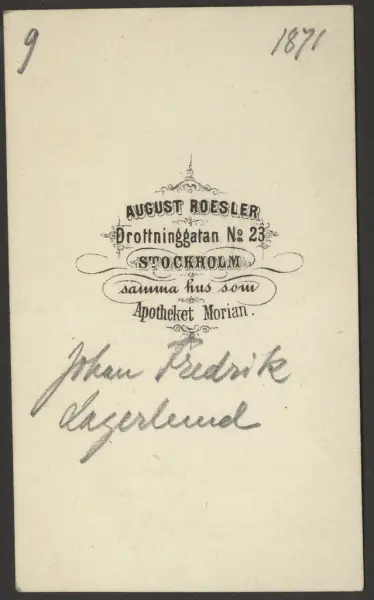 9
1871
AUGUST ROESLER
Drottninggatan No 23
STOCKHOLM
samma hus som
Apotheket Morian.
Johan Fredrik
Lagerlund